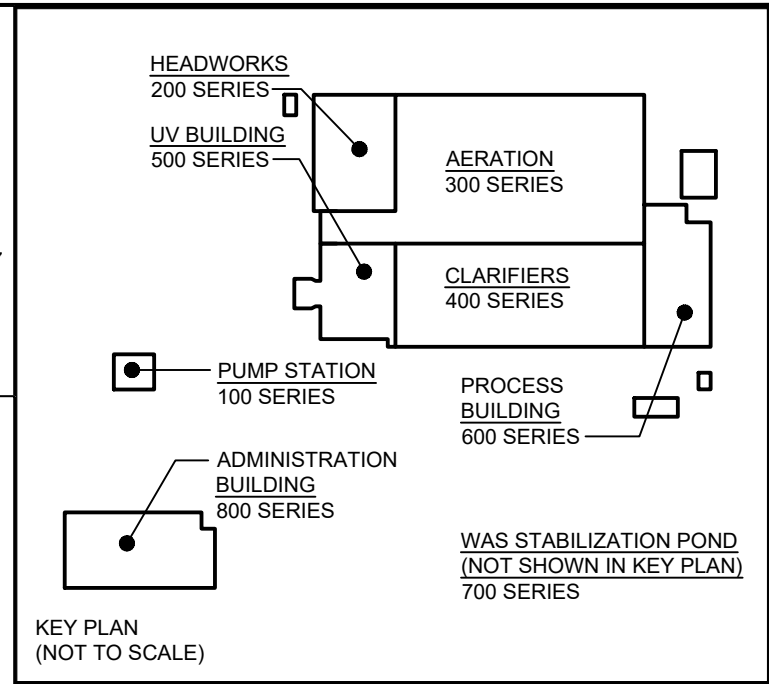 HEADWORKS
200 SERIES
UV BUILDING
500 SERIES
AERATION
300 SERIES
CLARIFIERS
400 SERIES
PUMP STATION
100 SERIES
PROCESS
BUILDING
600 SERIES
ADMINISTRATION
BUILDING
800 SERIES
WAS STABILIZATION POND
(NOT SHOWN IN KEY PLAN)
700 SERIES
KEY PLAN
(NOT TO SCALE)